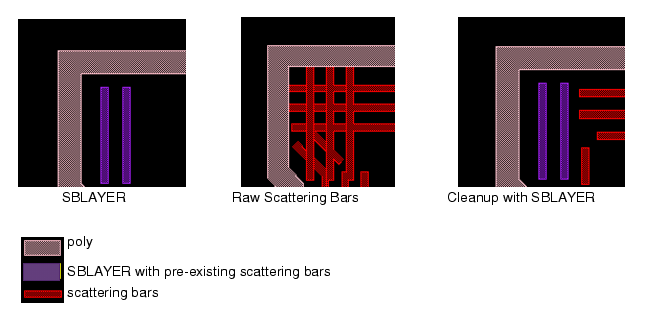 SBLAYER
Raw Scattering Bars
Cleanup with SBLAYER
poly
SBLAYER with pre-existing scattering bars
scattering bars